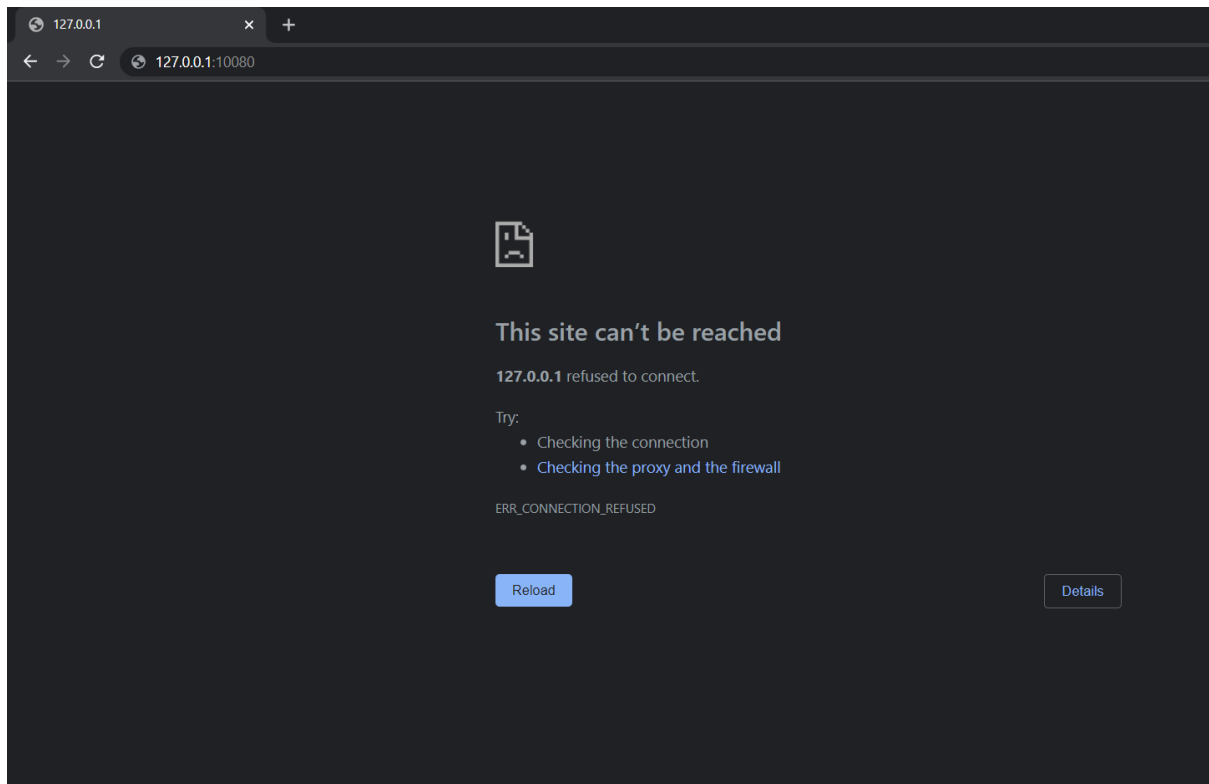 127.0.0.1
127.0.0.1:10080
This site can’t be reached
127.0.0.1 refused to connect.
Try:
Checking the connection
Checking the proxy and the firewall
ERR_CONNECTION_REFUSED
Reload
Details